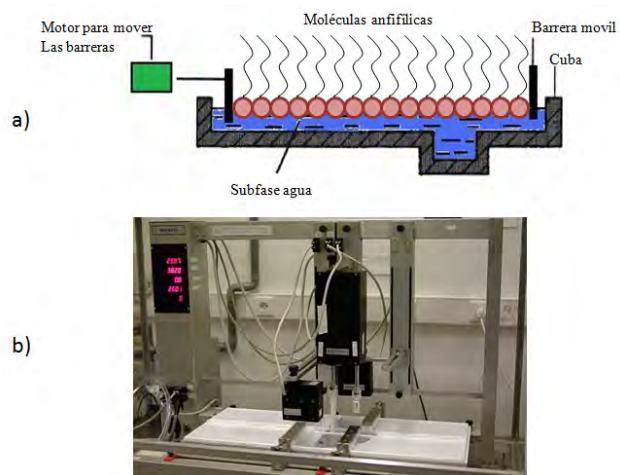 Moléculas anfifílicas
Motor para mover
Las barreras
Barrera movil
Cuba
a)
Subfase agua
b)